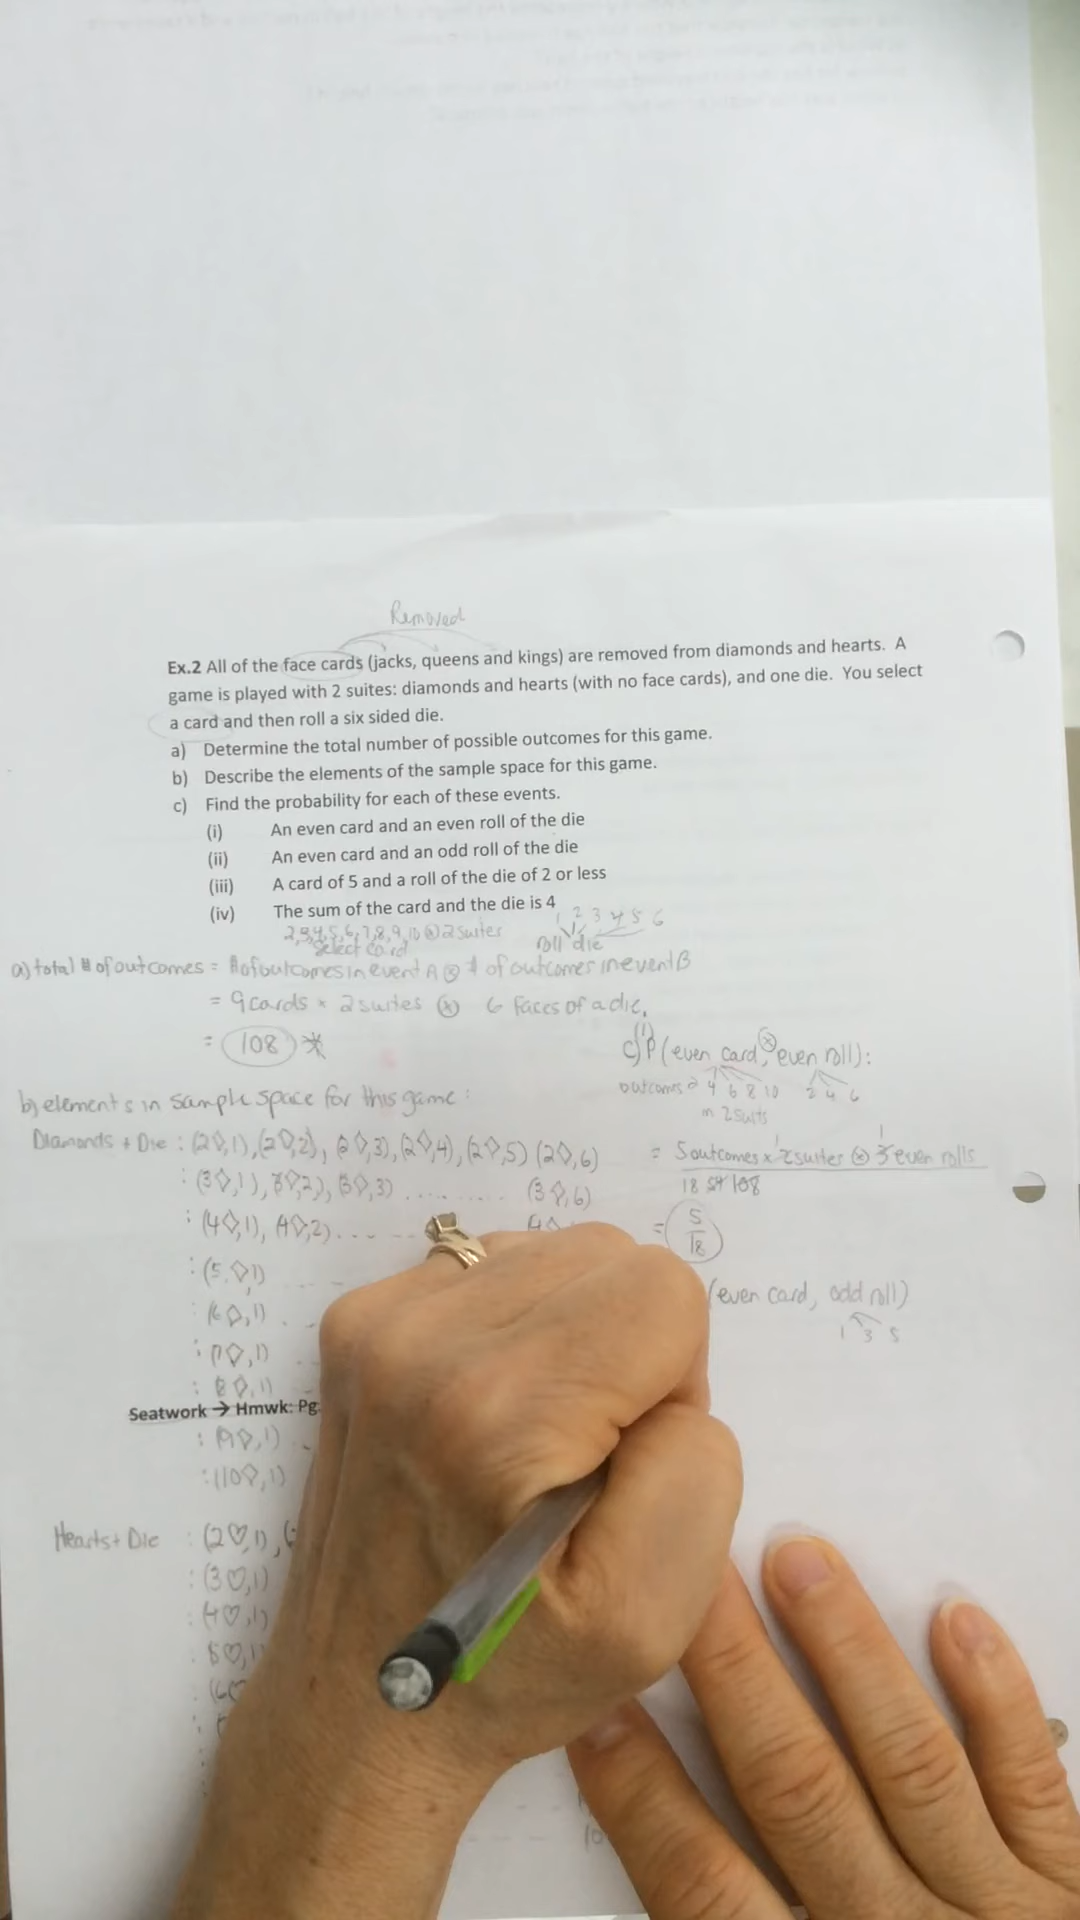 Removed
Ex.2 All of the face cards (jacks, queens and kings) are removed from diamonds and hearts. A
game is played with 2 suites: diamonds and hearts (with no face cards), and one die. You select
a card and then roll a six sided die.
a) Determine the total number of possible outcomes for this game.
b) Describe the elements of the sample space for this game.
c) Find the probability for each of these events.
(i) An even card and an even roll of the die
(ii) An even card and an odd roll of the die
(iii) A card of 5 and a roll of the die of 2 or less
(iv) The sum of the card and the die is 4
1 2 3 4 5 6
2,3,4,5,6,7,8,9,10 @ 2 suites
select card roll die
a) total # of outcomes = # of outcomes in event A ⊗ # of outcomes in event B
= 9 cards × 2 suites ⊗ 6 faces of a die,
= 108 *
c)(i) P(even card, ⊗ even roll):
outcomes 2 4 6 8 10 2 4 6
in 2 suits
= 5 outcomes × 2 suites ⊗ 3 even rolls
18 54 108
= 5/18
(even card, odd roll)
1 3 5
b) elements in sample space for this game:
Diamonds + Die : (2♢,1),(2♢,2), (2♢,3),(2♢,4),(2♢,5) (2♢,6)
: (3♢,1), 3♢,2), (3♢,3) .......... (3♢,6)
: (4♢,1), 4♢,2)....
: (5,♢1)
: (6♢,1)
: (7♢,1)
: 8♢,1)
Seatwork → Hmwk: Pg
: (9♢,1)
: (10♢,1)
Hearts + Die : (2♡,1),
: (3♡,1)
: (4♡,1)
: 5♡,1)